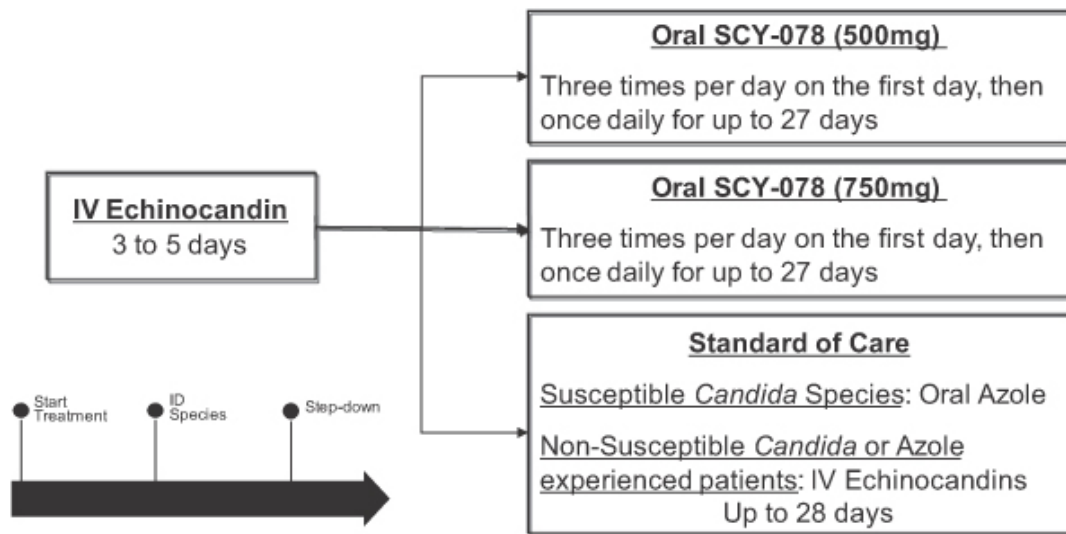 IV Echinocandin
3 to 5 days
Start
Treatment
ID
Species
Step-down
Oral SCY-078 (500mg)
Three times per day on the first day, then
once daily for up to 27 days
Oral SCY-078 (750mg)
Three times per day on the first day, then
once daily for up to 27 days
Standard of Care
Susceptible Candida Species: Oral Azole
Non-Susceptible Candida or Azole
experienced patients: IV Echinocandins
Up to 28 days